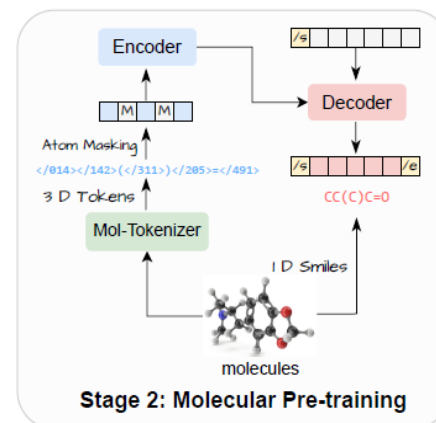 Encoder
/s
M M
Decoder
Atom Masking
</014></142>(</311>)</205>=</491>
/s /e
3 D Tokens
CC(C)C=O
Mol-Tokenizer
1 D Smiles
molecules
Stage 2: Molecular Pre-training